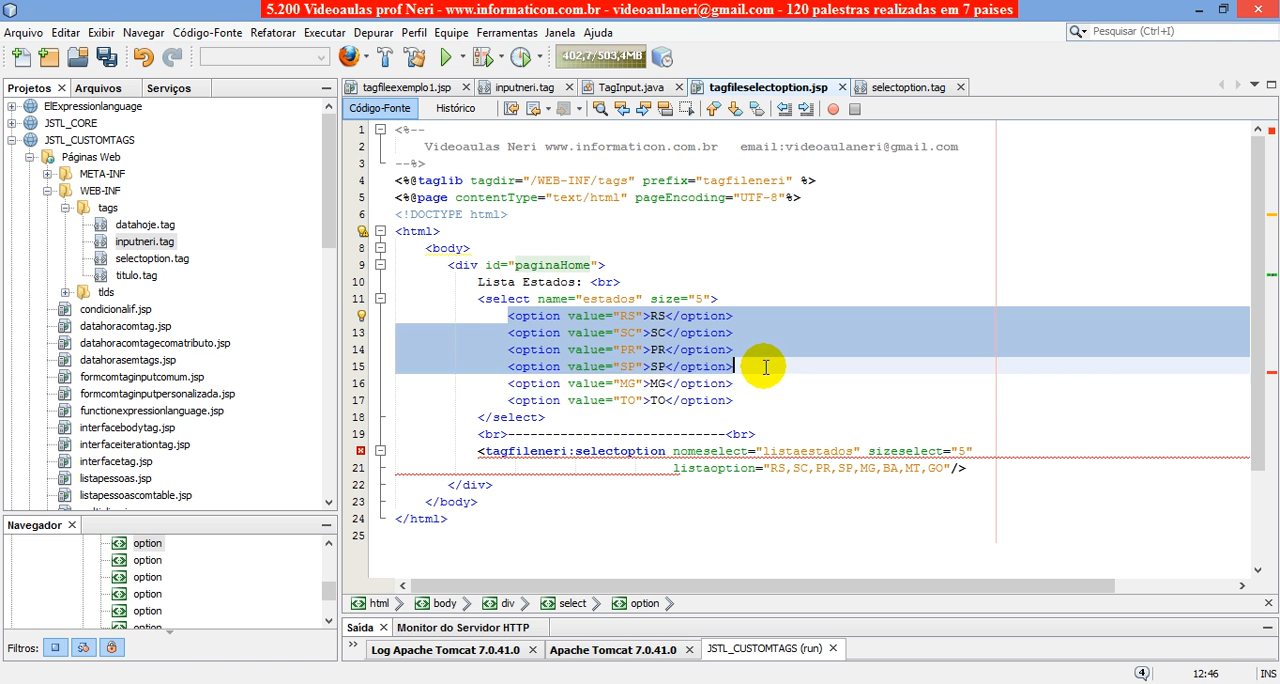 5.200 Videoaulas prof Neri - www.informaticon.com.br - videoaulaneri@gmail.com - 120 palestras realizadas em 7 paises
Arquivo Editar Exibir Navegar Código-Fonte Refatorar Executar Depurar Perfil Equipe Ferramentas Janela Ajuda
Pesquisar (Ctrl+I)
402,7/503,4MB
Projetos Arquivos Serviços
tagfileexemplo1.jsp inputneri.tag TagInput.java tagfileselectoption.jsp selectoption.tag
Código-Fonte Histórico
ElExpressionlanguage
JSTL_CORE
JSTL_CUSTOMTAGS
Páginas Web
META-INF
WEB-INF
tags
datahoje.tag
inputneri.tag
selectoption.tag
titulo.tag
tlds
condicionalif.jsp
datahoracomtag.jsp
datahoracomtagecomatributo.jsp
datahorasemtags.jsp
formcomtaginputcomum.jsp
formcomtaginputpersonalizada.jsp
functionexpressionlanguage.jsp
interfacebodytag.jsp
interfaceiterationtag.jsp
interfacetag.jsp
listapessoas.jsp
listapessoascomtable.jsp
1 <%--
2 Videoaulas Neri www.informaticon.com.br email:videoaulaneri@gmail.com
3 --%>
4 <%@taglib tagdir="/WEB-INF/tags" prefix="tagfileneri" %>
5 <%@page contentType="text/html" pageEncoding="UTF-8"%>
6 <!DOCTYPE html>
7 <html>
8 <body>
9 <div id="paginaHome">
10 Lista Estados: <br>
11 <select name="estados" size="5">
<option value="RS">RS</option>
13 <option value="SC">SC</option>
14 <option value="PR">PR</option>
15 <option value="SP">SP</option>
16 <option value="MG">MG</option>
17 <option value="TO">TO</option>
18 </select>
19 <br>-----------------------------<br>
<tagfileneri:selectoption nomeselect="listaestados" sizeselect="5"
21 listaoption="RS,SC,PR,SP,MG,BA,MT,GO"/>
22 </div>
23 </body>
24 </html>
25
Navegador
option
option
option
option
option
option
Filtros:
html body div select option
Saída Monitor do Servidor HTTP
Log Apache Tomcat 7.0.41.0 Apache Tomcat 7.0.41.0 JSTL_CUSTOMTAGS (run)
4 12:46 INS